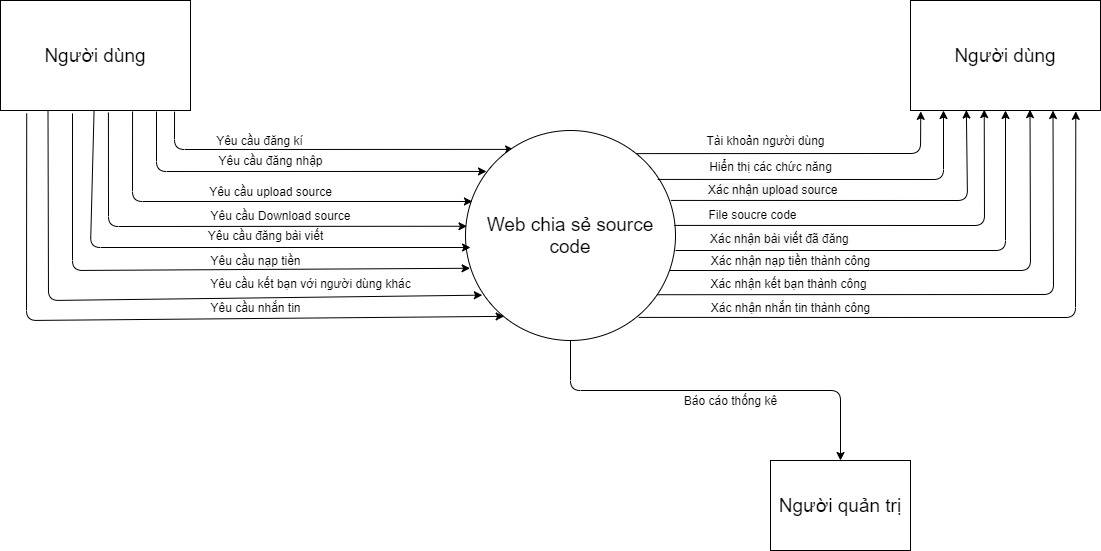 Người dùng
Người dùng
Yêu cầu đăng kí
Yêu cầu đăng nhập
Yêu cầu upload source
Yêu cầu Download source
Yêu cầu đăng bài viết
Yêu cầu nạp tiền
Yêu cầu kết bạn với người dùng khác
Yêu cầu nhắn tin
Web chia sẻ source
code
Tài khoản người dùng
Hiển thị các chức năng
Xác nhận upload source
File soucre code
Xác nhận bài viết đã đăng
Xác nhận nạp tiền thành công
Xác nhận kết bạn thành công
Xác nhận nhắn tin thành công
Báo cáo thống kê
Người quản trị